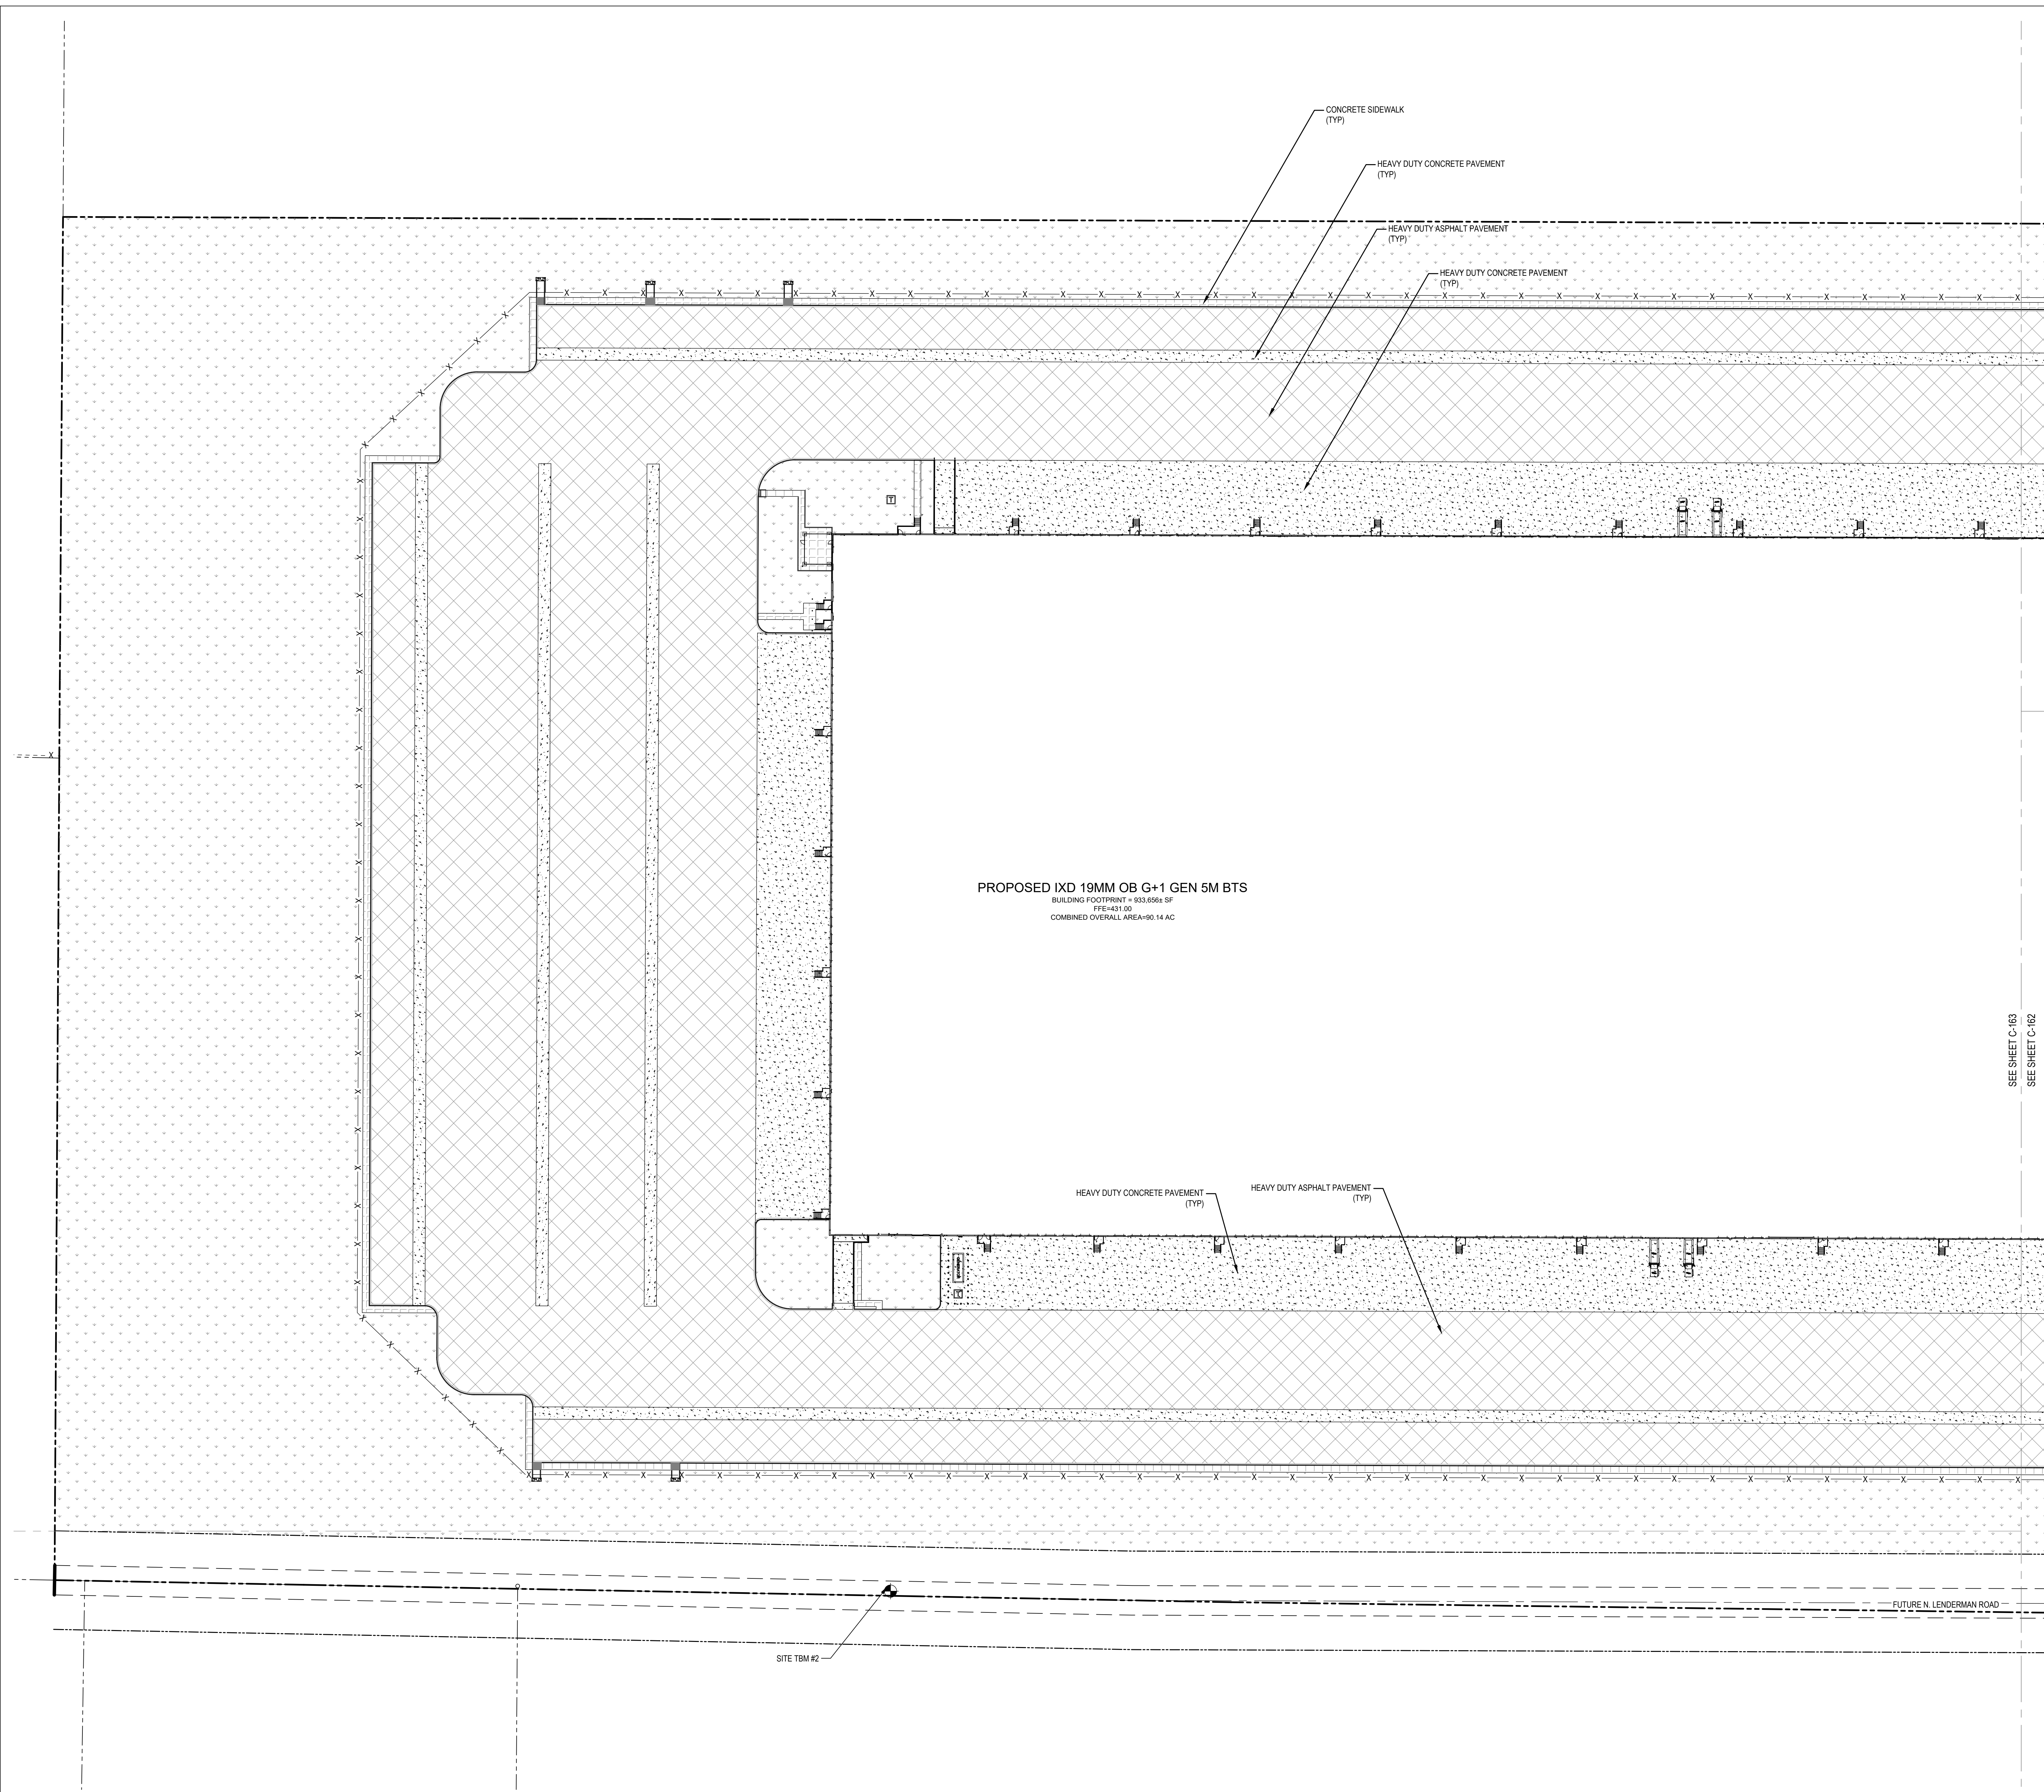 CONCRETE SIDEWALK
(TYP)
HEAVY DUTY CONCRETE PAVEMENT
(TYP)
HEAVY DUTY ASPHALT PAVEMENT
(TYP)
HEAVY DUTY CONCRETE PAVEMENT
(TYP)
T
PROPOSED IXD 19MM OB G+1 GEN 5M BTS
BUILDING FOOTPRINT = 933,656± SF
FFE=431.00
COMBINED OVERALL AREA=90.14 AC
SEE SHEET C-163
SEE SHEET C-162
HEAVY DUTY CONCRETE PAVEMENT
(TYP)
HEAVY DUTY ASPHALT PAVEMENT
(TYP)
T
FUTURE N. LENDERMAN ROAD
SITE TBM #2